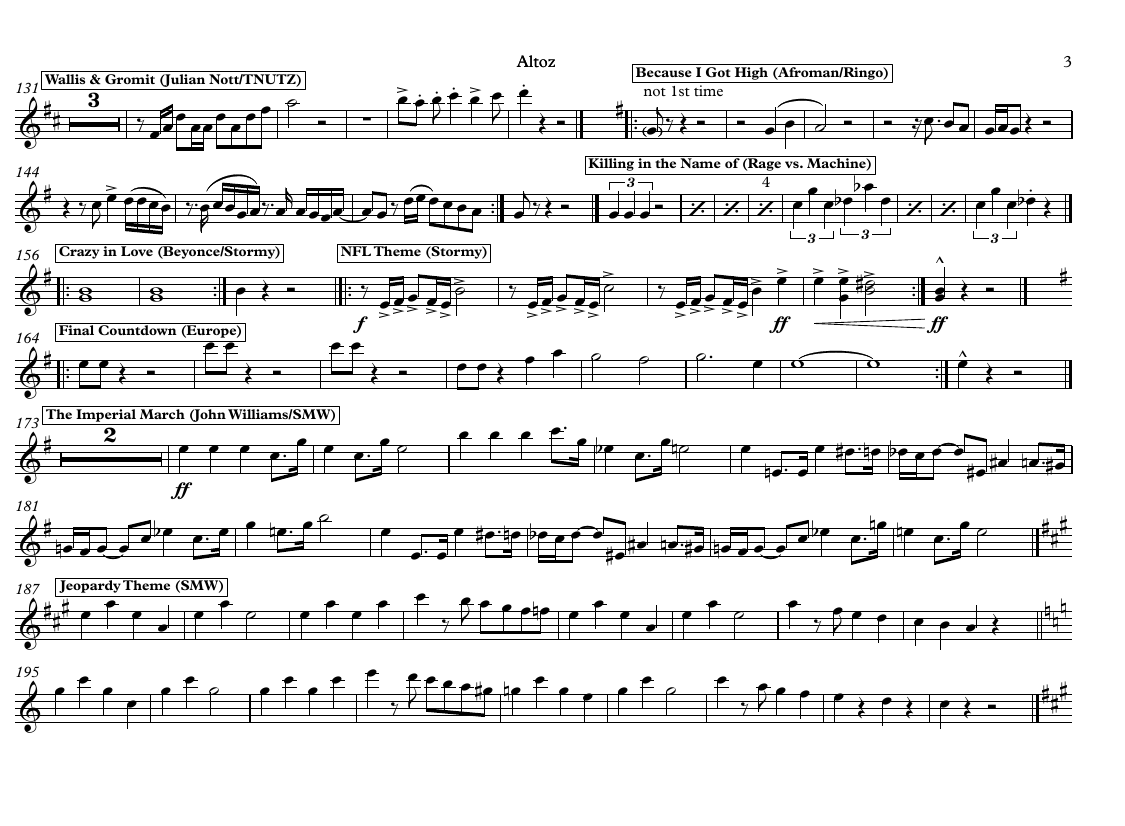 Altoz
3
131
Wallis & Gromit (Julian Nott/TNUTZ)
3
Because I Got High (Afroman/Ringo)
not 1st time
144
Killing in the Name of (Rage vs. Machine)
3
4
3
3
3
156
Crazy in Love (Beyonce/Stormy)
NFL Theme (Stormy)
f
ff
ff
164
Final Countdown (Europe)
173
The Imperial March (John Williams/SMW)
2
ff
181
187
Jeopardy Theme (SMW)
195